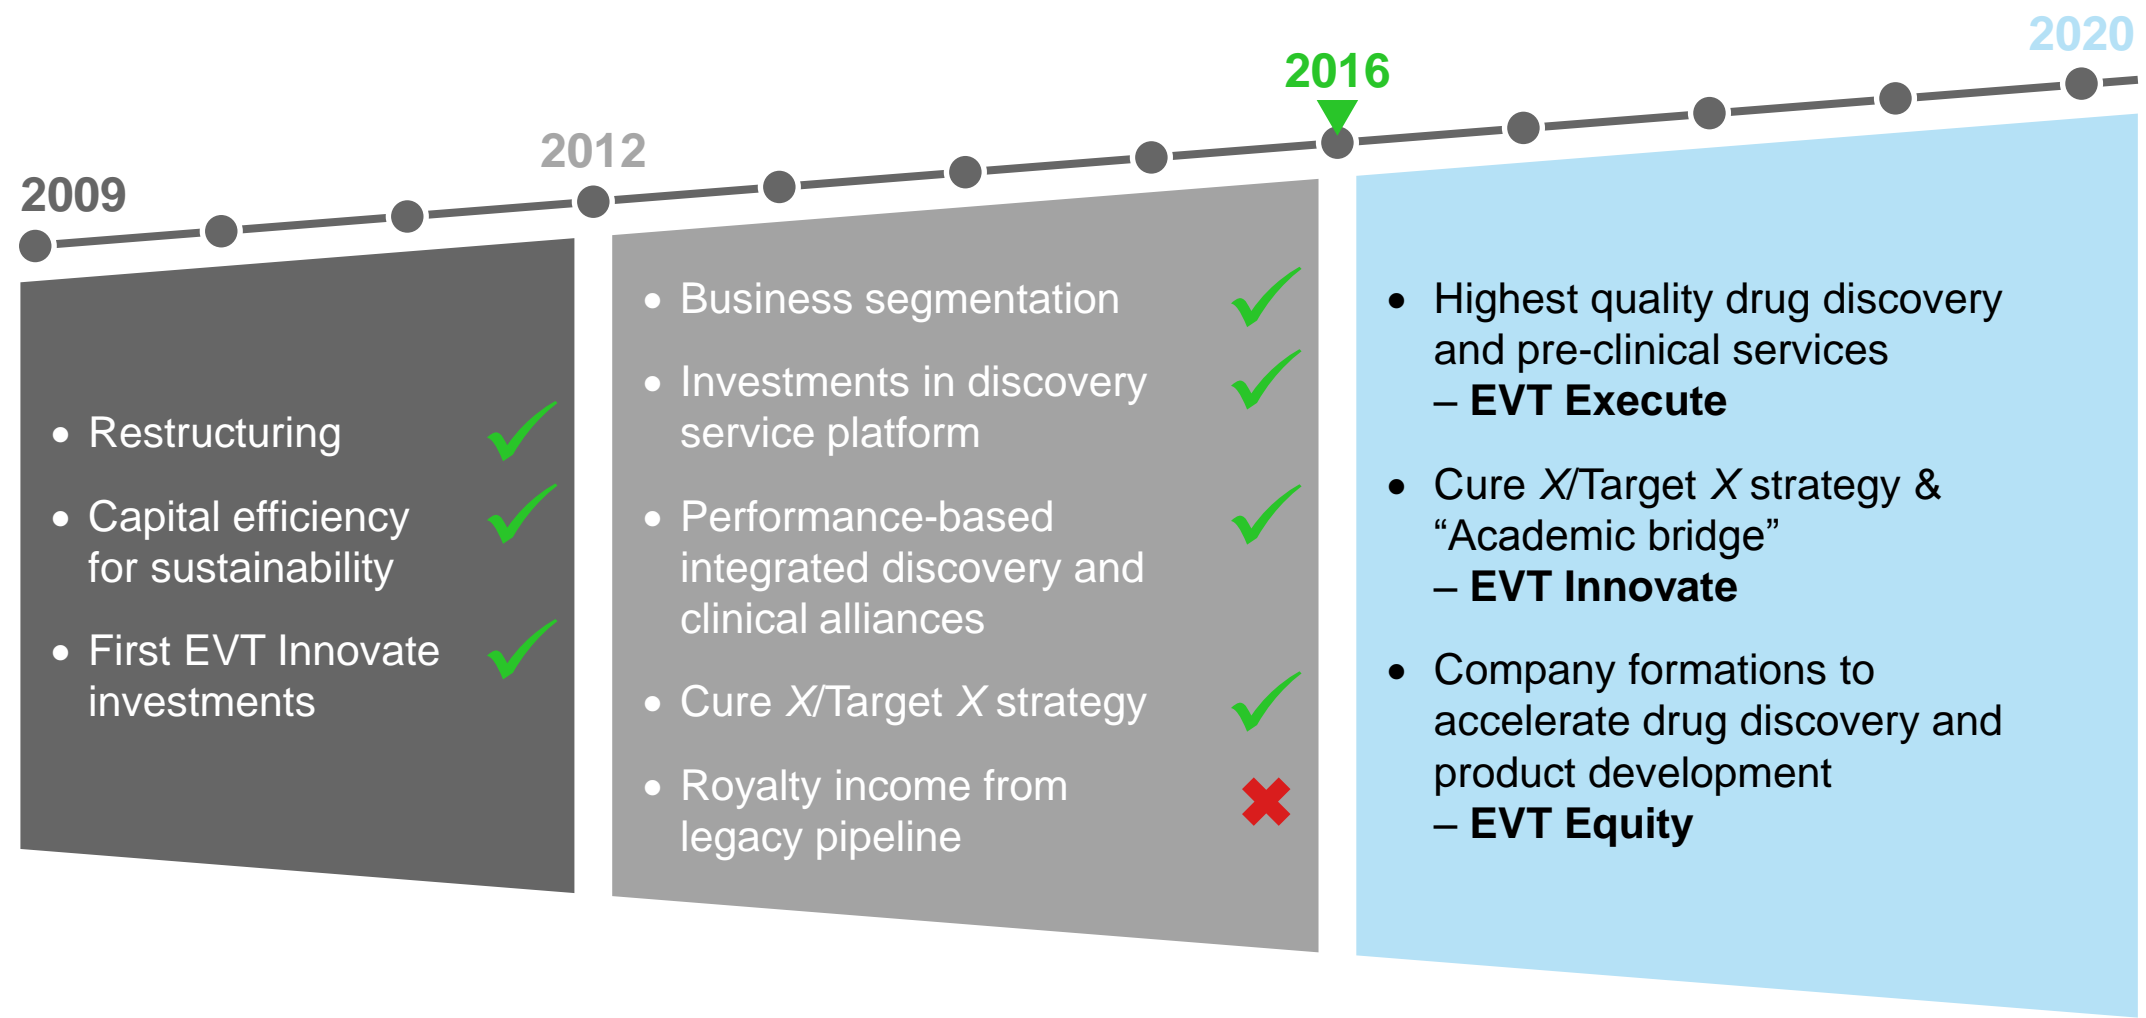 2009
2012
2016
2020
• Restructuring
• Capital efficiency
for sustainability
• First EVT Innovate
investments
• Business segmentation
• Investments in discovery
service platform
• Performance-based
integrated discovery and
clinical alliances
• Cure X/Target X strategy
• Royalty income from
legacy pipeline
• Highest quality drug discovery
and pre-clinical services
– EVT Execute
• Cure X/Target X strategy &
“Academic bridge”
– EVT Innovate
• Company formations to
accelerate drug discovery and
product development
– EVT Equity